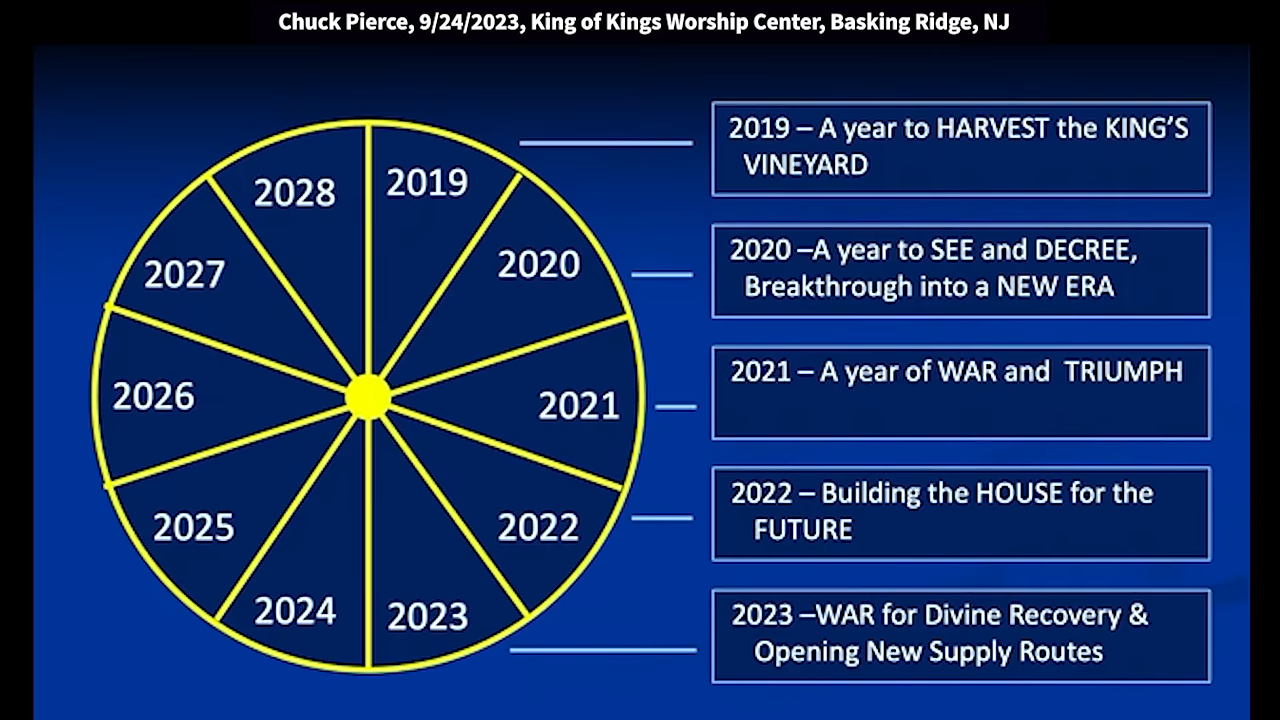 Chuck Pierce, 9/24/2023, King of Kings Worship Center, Basking Ridge, NJ
2019
2020
2021
2022
2023
2024
2025
2026
2027
2028
2019 – A year to HARVEST the KING'S
VINEYARD
2020 –A year to SEE and DECREE,
Breakthrough into a NEW ERA
2021 – A year of WAR and TRIUMPH
2022 – Building the HOUSE for the
FUTURE
2023 –WAR for Divine Recovery &
Opening New Supply Routes